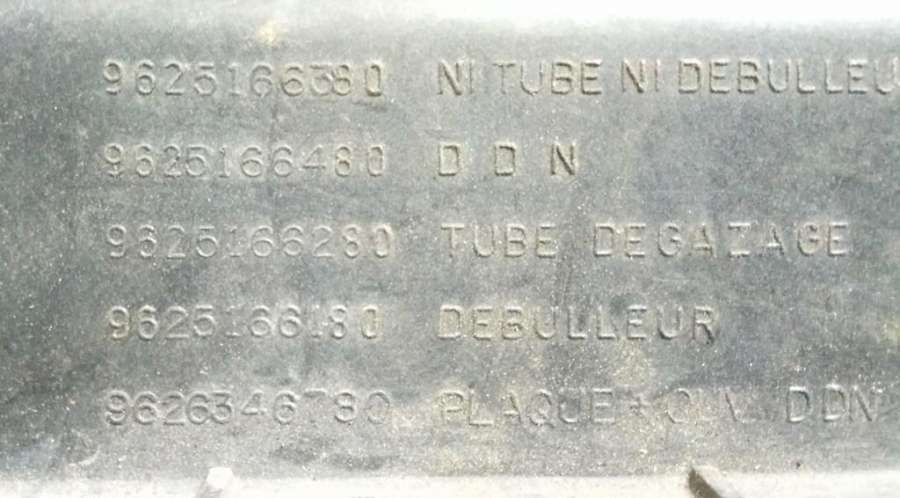 9625166380 NI TUBE NI DEBULLEU
9625166480 D D N
9625166280 TUBE DEGAZAGE
9625166180 DEBULLEUR
9626346780 PLAQUE + DDN